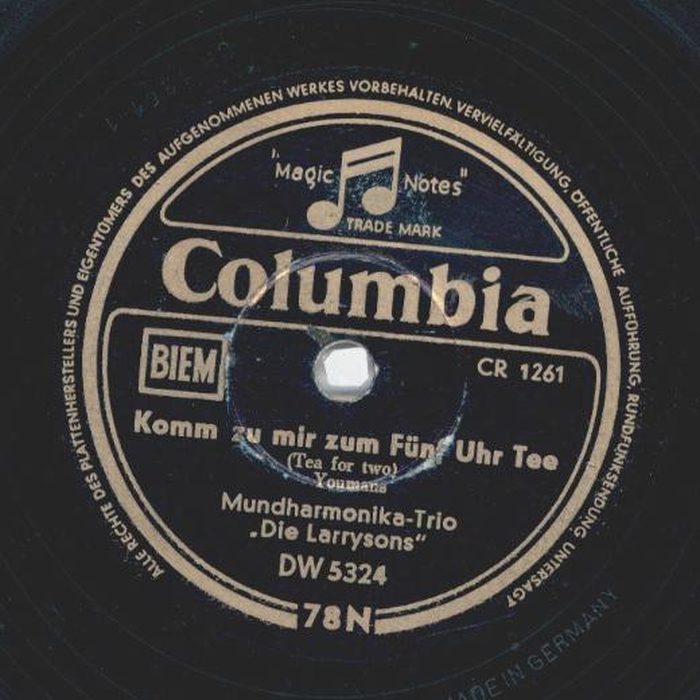 ALLE RECHTE DES PLATTENHERSTELLERS UND EIGENTÜMERS DES AUFGENOMMENEN WERKES VORBEHALTEN. VERVIELFÄLTIGUNG, ÖFFENTLICHE AUFFÜHRUNG, RUNDFUNKSENDUNG UNTERSAGT
"Magic Notes"
TRADE MARK
Columbia
BIEM
CR 1261
Komm zu mir zum Fünf Uhr Tee
(Tea for two)
Youmans
Mundharmonika-Trio
„Die Larrysons“
DW 5324
78N
MADE IN GERMANY